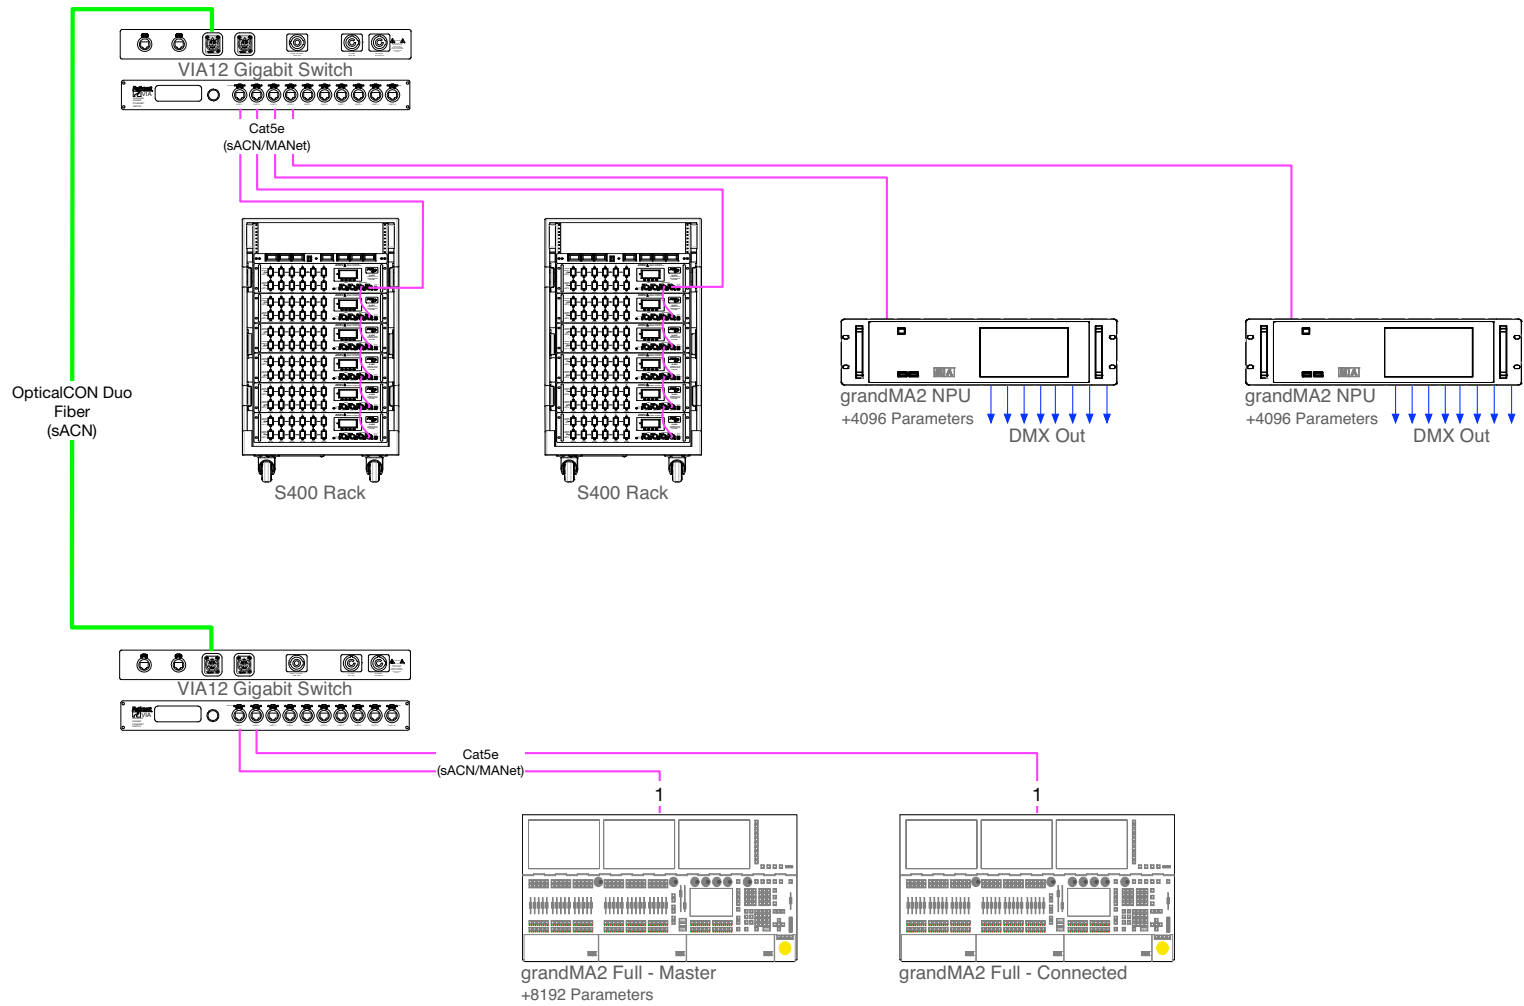 VIA12 Gigabit Switch
VIA
Cat5e
(sACN/MANet)
OpticalCON Duo
Fiber
(sACN)
S400 Rack
S400 Rack
grandMA2 NPU
+4096 Parameters
DMX Out
grandMA2 NPU
+4096 Parameters
DMX Out
VIA12 Gigabit Switch
VIA
Cat5e
(sACN/MANet)
1
1
grandMA2 Full - Master
+8192 Parameters
grandMA2 Full - Connected